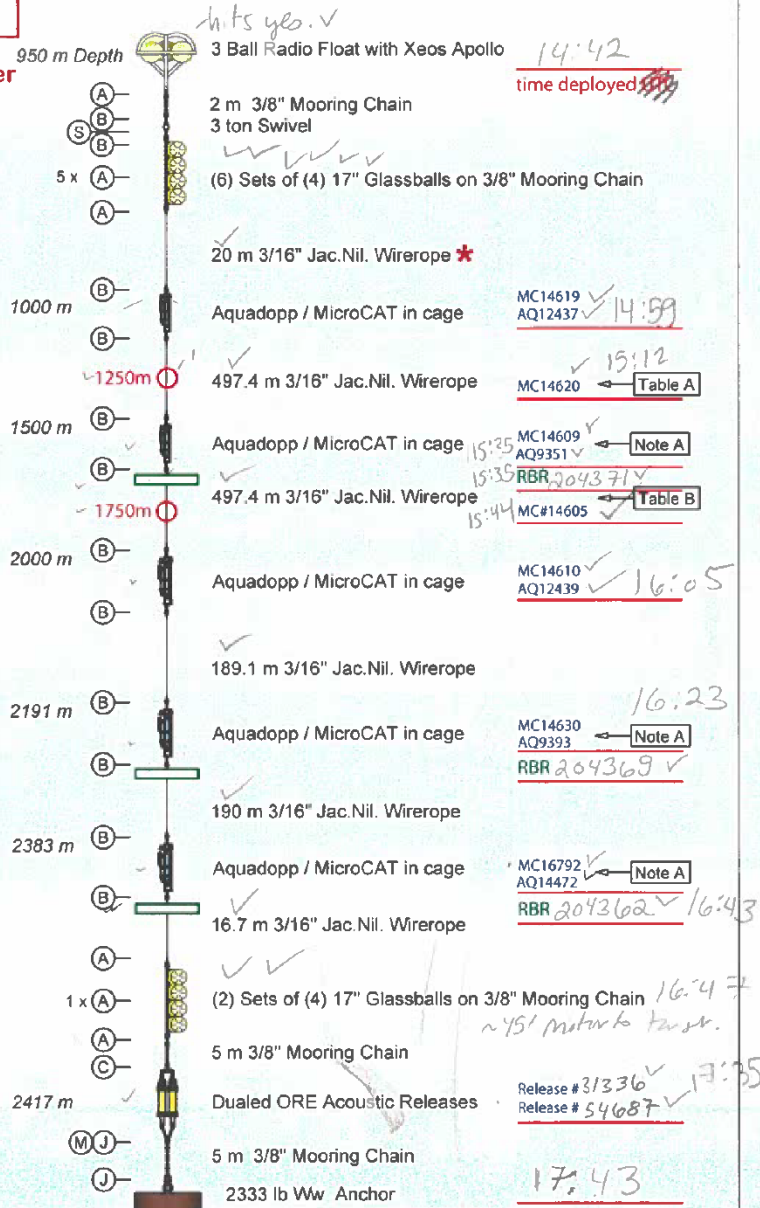 hits yes. ✓
950 m Depth
3 Ball Radio Float with Xeos Apollo
14:42
er
time deployed
A
B
2 m 3/8" Mooring Chain
S
3 ton Swivel
B
✓ ✓ ✓ ✓ ✓ ✓
5 x A
(6) Sets of (4) 17" Glassballs on 3/8" Mooring Chain
A
✓
20 m 3/16" Jac.Nil. Wirerope *
B
1000 m
Aquadopp / MicroCAT in cage
MC14619 ✓
AQ12437 ✓ 14:59
B
✓ 15:12
1250m
497.4 m 3/16" Jac.Nil. Wirerope
MC14620
Table A
B
1500 m
Aquadopp / MicroCAT in cage
15:25
MC14609 ✓
AQ9351 ✓
Note A
B
15:35
RBR 204371 ✓
497.4 m 3/16" Jac.Nil. Wirerope
Table B
1750m
15:44
MC#14605 ✓
B
2000 m
Aquadopp / MicroCAT in cage
MC14610 ✓
AQ12439 ✓ 16:05
B
✓
189.1 m 3/16" Jac.Nil. Wirerope
16:23
B
2191 m
Aquadopp / MicroCAT in cage
MC14630
AQ9393
Note A
B
RBR 204369 ✓
✓
190 m 3/16" Jac.Nil. Wirerope
B
2383 m
Aquadopp / MicroCAT in cage
MC16792 ✓
AQ14472 ✓
Note A
B
RBR 204362 ✓ 16:43
16.7 m 3/16" Jac.Nil. Wirerope
A
✓ ✓
1 x A
(2) Sets of (4) 17" Glassballs on 3/8" Mooring Chain 16:47
~45' motor to
A
5 m 3/8" Mooring Chain
C
2417 m
Dualed ORE Acoustic Releases
Release # 31336 ✓
Release # 54687 ✓ 17:35
M J
5 m 3/8" Mooring Chain
J
2333 lb Ww Anchor
17:43